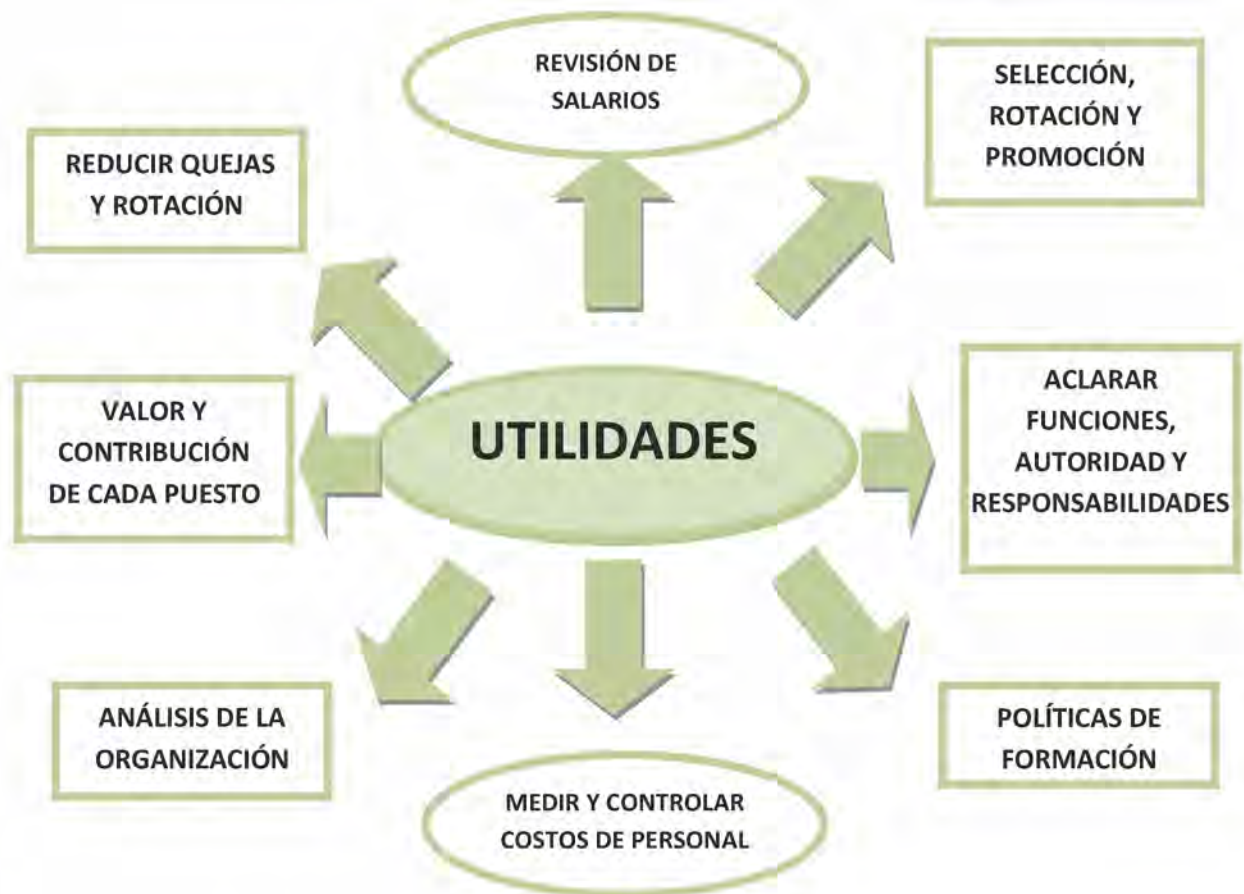 REVISIÓN DE
SALARIOS
SELECCIÓN,
ROTACIÓN Y
PROMOCIÓN
REDUCIR QUEJAS
Y ROTACIÓN
UTILIDADES
ACLARAR
FUNCIONES,
AUTORIDAD Y
RESPONSABILIDADES
VALOR Y
CONTRIBUCIÓN
DE CADA PUESTO
ANÁLISIS DE LA
ORGANIZACIÓN
MEDIR Y CONTROLAR
COSTOS DE PERSONAL
POLÍTICAS DE
FORMACIÓN